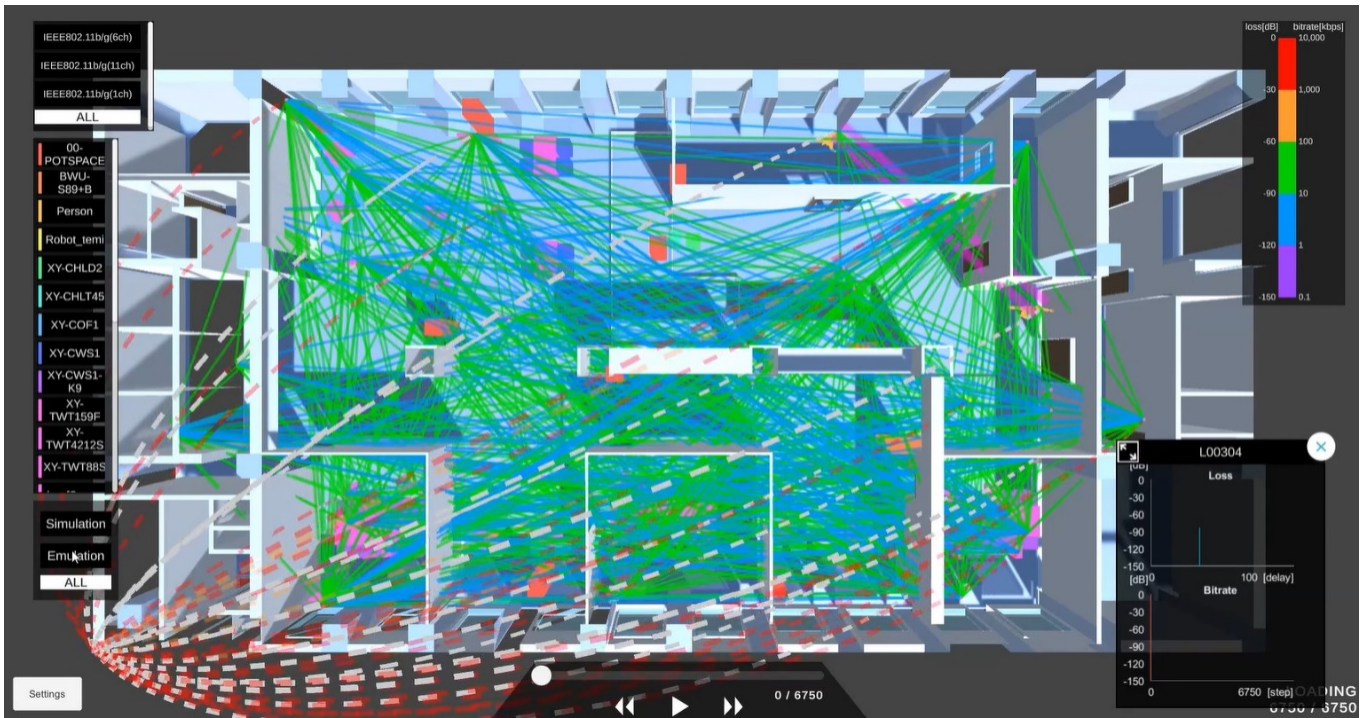 IEEE802.11b/g(6ch)
IEEE802.11b/g(11ch)
IEEE802.11b/g(1ch)
ALL
00-
POTSPACE
BWU-
S89+B
Person
Robot_temi
XY-CHLD2
XY-CHLT45
XY-COF1
XY-CWS1
XY-CWS1-
K9
XY-
TWT159F
XY-
TWT4212S
XY-TWT88S
Simulation
Emulation
ALL
Settings
0 / 6750
loss[dB] bitrate[kbps]
0 10,000
-30 1,000
-60 100
-90 10
-120 1
-150 0.1
L00304
[dB] Loss
0
-30
-60
-90
-120
-150
0 100 [delay]
[dB] Bitrate
0
-30
-60
-90
-120
-150
0 6750 [step]
OADING
6750 / 6750